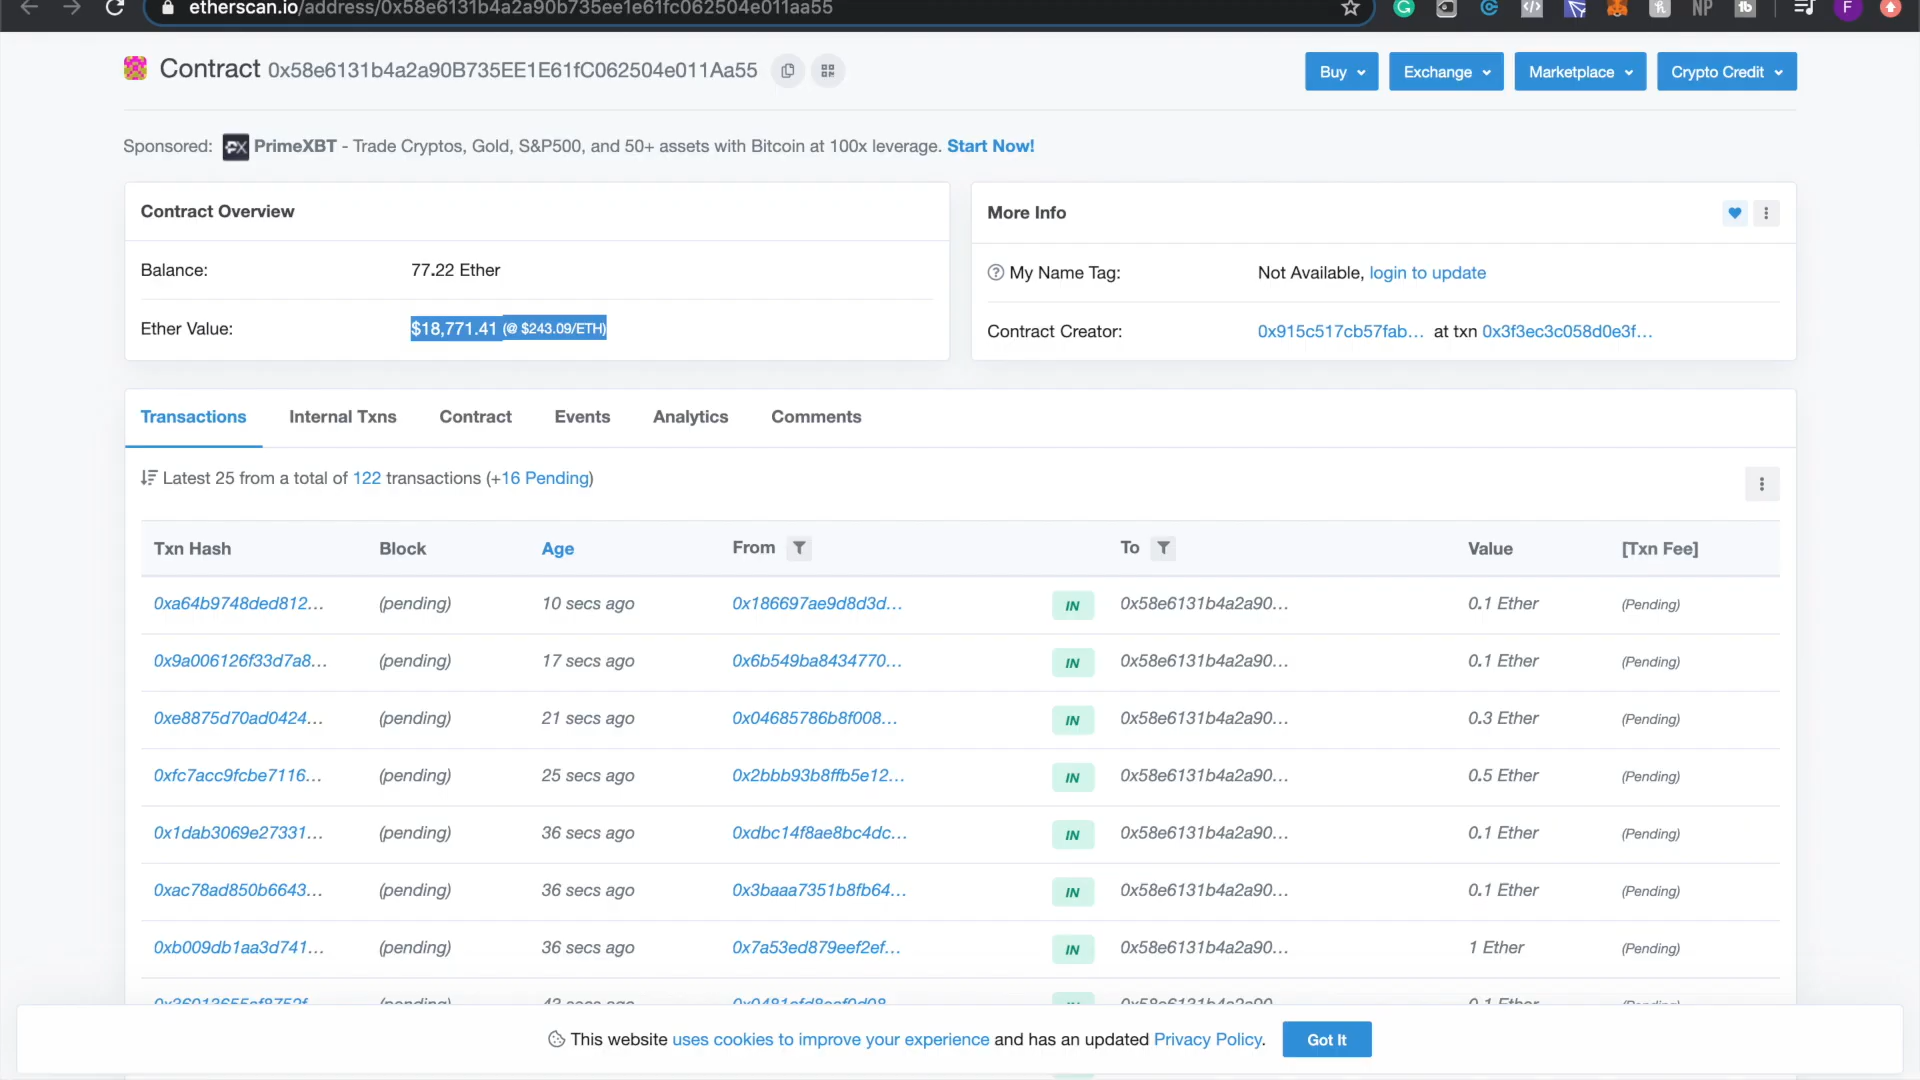 etherscan.io/address/0x58e6131b4a2a90b735ee1e61fc062504e011aa55
Contract 0x58e6131b4a2a90B735EE1E61fC062504e011Aa55
Buy
Exchange
Marketplace
Crypto Credit
Sponsored: PrimeXBT - Trade Cryptos, Gold, S&P500, and 50+ assets with Bitcoin at 100x leverage. Start Now!
Contract Overview
Balance: 77.22 Ether
Ether Value: $18,771.41 (@ $243.09/ETH)
More Info
My Name Tag: Not Available, login to update
Contract Creator: 0x915c517cb57fab... at txn 0x3f3ec3c058d0e3f...
Transactions Internal Txns Contract Events Analytics Comments
Latest 25 from a total of 122 transactions (+16 Pending)
Txn Hash Block Age From To Value [Txn Fee]
0xa64b9748ded812... (pending) 10 secs ago 0x186697ae9d8d3d... IN 0x58e6131b4a2a90... 0.1 Ether (Pending)
0x9a006126f33d7a8... (pending) 17 secs ago 0x6b549ba8434770... IN 0x58e6131b4a2a90... 0.1 Ether (Pending)
0xe8875d70ad0424... (pending) 21 secs ago 0x04685786b8f008... IN 0x58e6131b4a2a90... 0.3 Ether (Pending)
0xfc7acc9fcbe7116... (pending) 25 secs ago 0x2bbb93b8ffb5e12... IN 0x58e6131b4a2a90... 0.5 Ether (Pending)
0x1dab3069e27331... (pending) 36 secs ago 0xdbc14f8ae8bc4dc... IN 0x58e6131b4a2a90... 0.1 Ether (Pending)
0xac78ad850b6643... (pending) 36 secs ago 0x3baaa7351b8fb64... IN 0x58e6131b4a2a90... 0.1 Ether (Pending)
0xb009db1aa3d741... (pending) 36 secs ago 0x7a53ed879eef2ef... IN 0x58e6131b4a2a90... 1 Ether (Pending)
This website uses cookies to improve your experience and has an updated Privacy Policy.
Got It